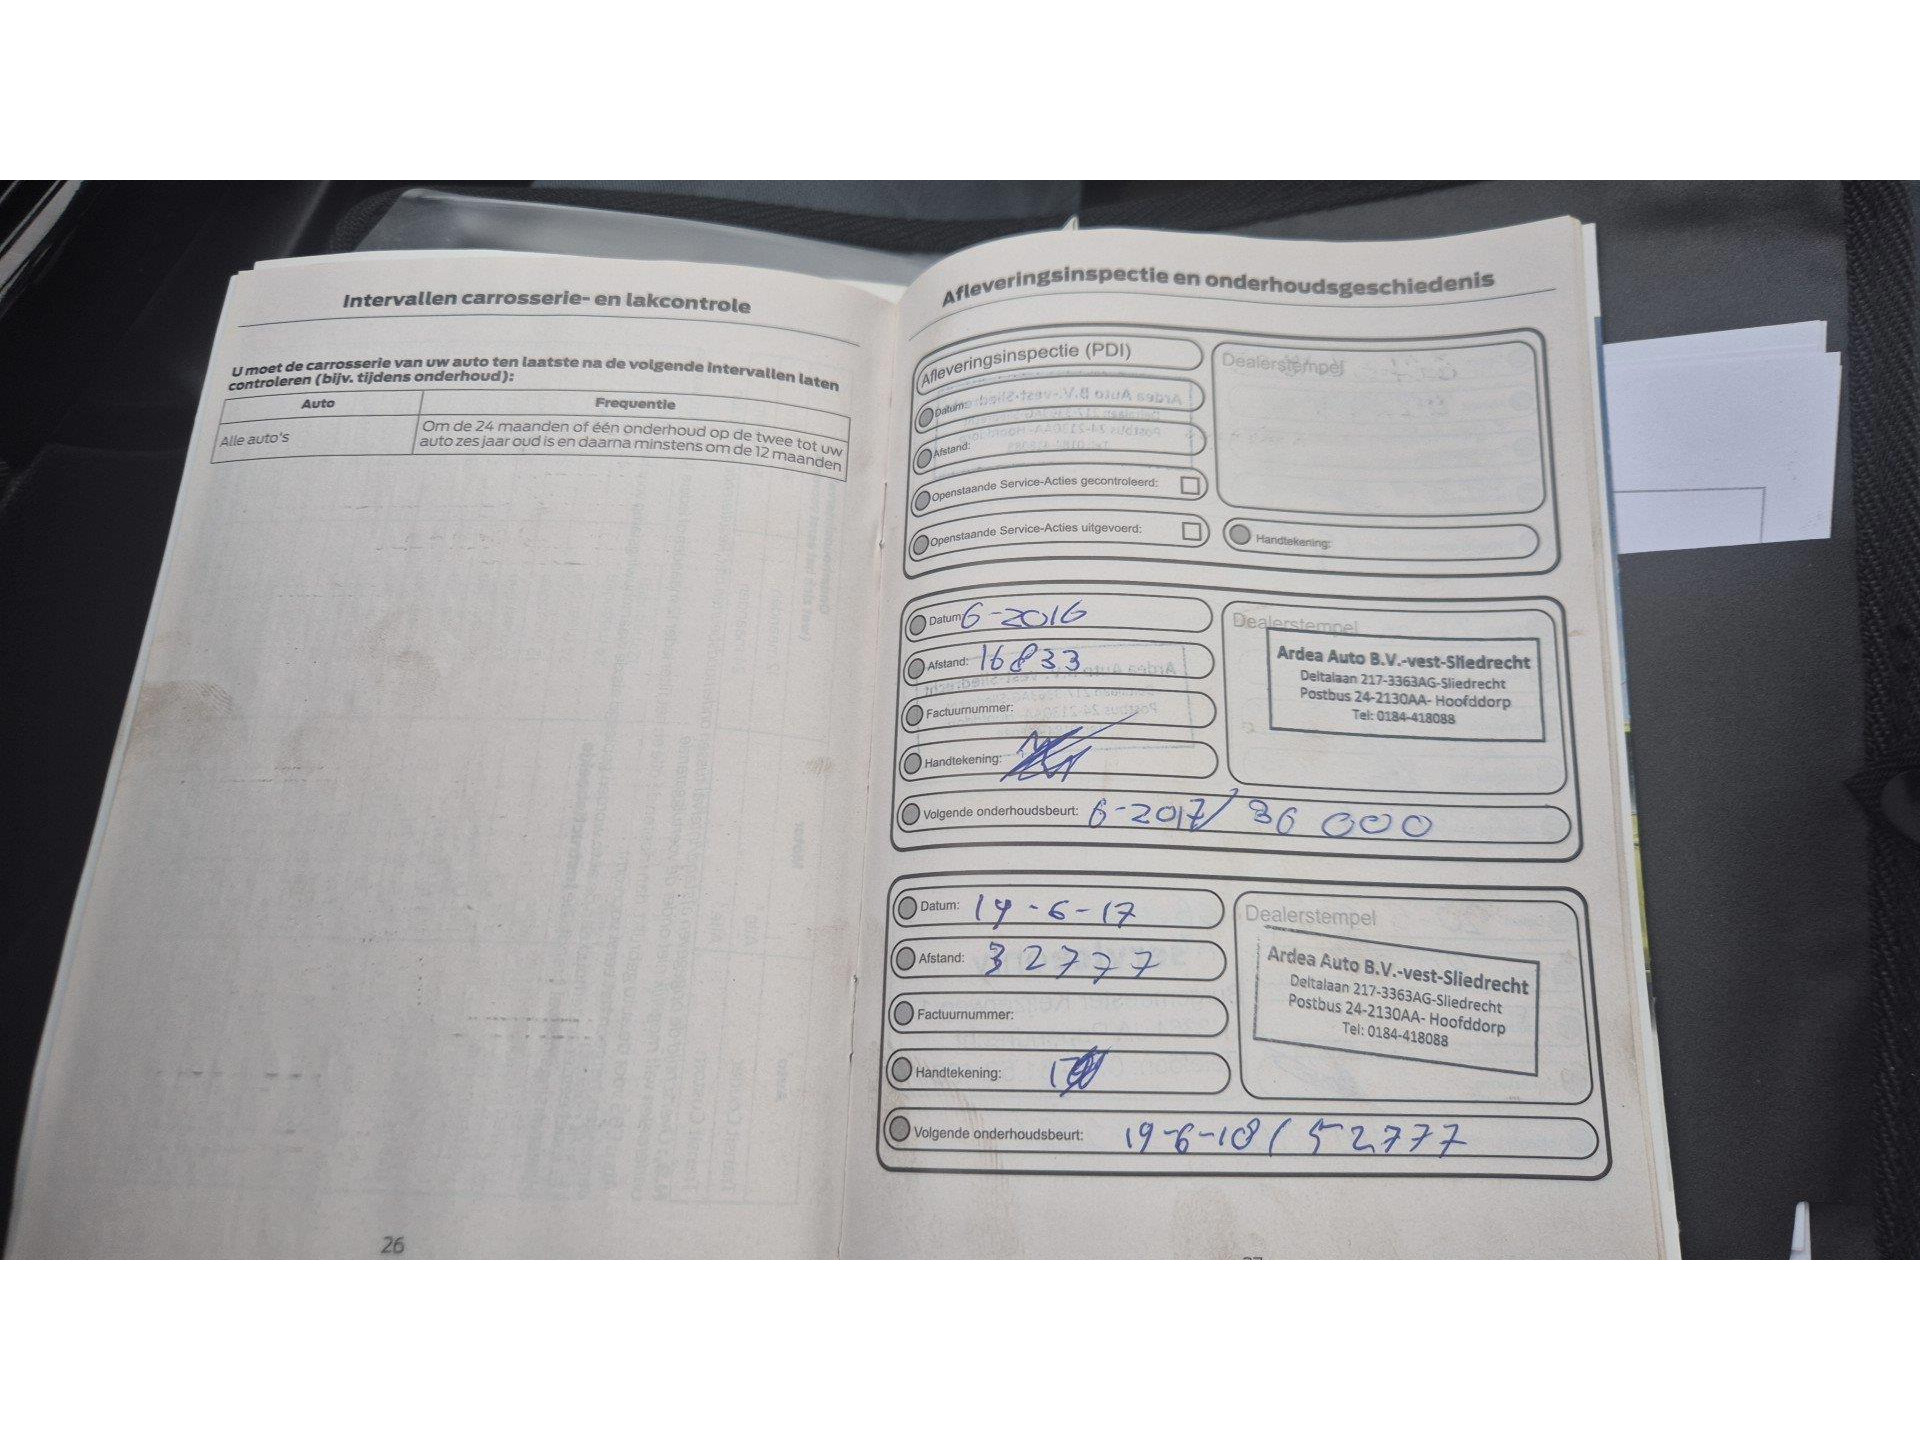 Intervallen carrosserie- en lakcontrole
U moet de carrosserie van uw auto ten laatste na de volgende intervallen laten
controleren (bijv. tijdens onderhoud):
Auto
Frequentie
Alle auto's
Om de 24 maanden of één onderhoud op de twee tot uw
auto zes jaar oud is en daarna minstens om de 12 maanden
26
Afleveringsinspectie en onderhoudsgeschiedenis
Afleveringsinspectie (PDI)
Datum:
Afstand:
Openstaande Service-Acties gecontroleerd:
Openstaande Service-Acties uitgevoerd:
Dealerstempel
Handtekening:
Datum 6-2016
Afstand: 16833
Factuurnummer:
Handtekening:
Dealerstempel
Ardea Auto B.V.-vest-Sliedrecht
Deltalaan 217-3363AG-Sliedrecht
Postbus 24-2130AA- Hoofddorp
Tel: 0184-418088
Volgende onderhoudsbeurt: 6-2017/ 36 000
Datum: 19-6-17
Afstand: 32777
Factuurnummer:
Handtekening:
Dealerstempel
Ardea Auto B.V.-vest-Sliedrecht
Deltalaan 217-3363AG-Sliedrecht
Postbus 24-2130AA- Hoofddorp
Tel: 0184-418088
Volgende onderhoudsbeurt: 19-6-18 / 52777